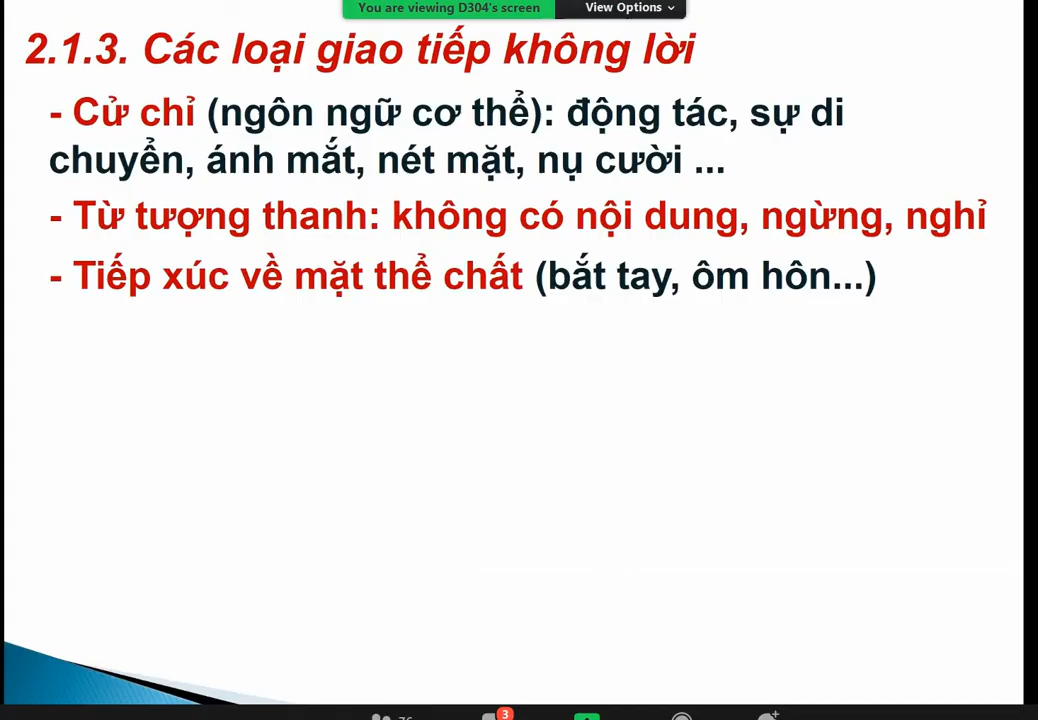 You are viewing D304's screen View Options
2.1.3. Các loại giao tiếp không lời
- Cử chỉ (ngôn ngữ cơ thể): động tác, sự di
chuyển, ánh mắt, nét mặt, nụ cười ...
- Từ tượng thanh: không có nội dung, ngừng, nghỉ
- Tiếp xúc về mặt thể chất (bắt tay, ôm hôn...)
3